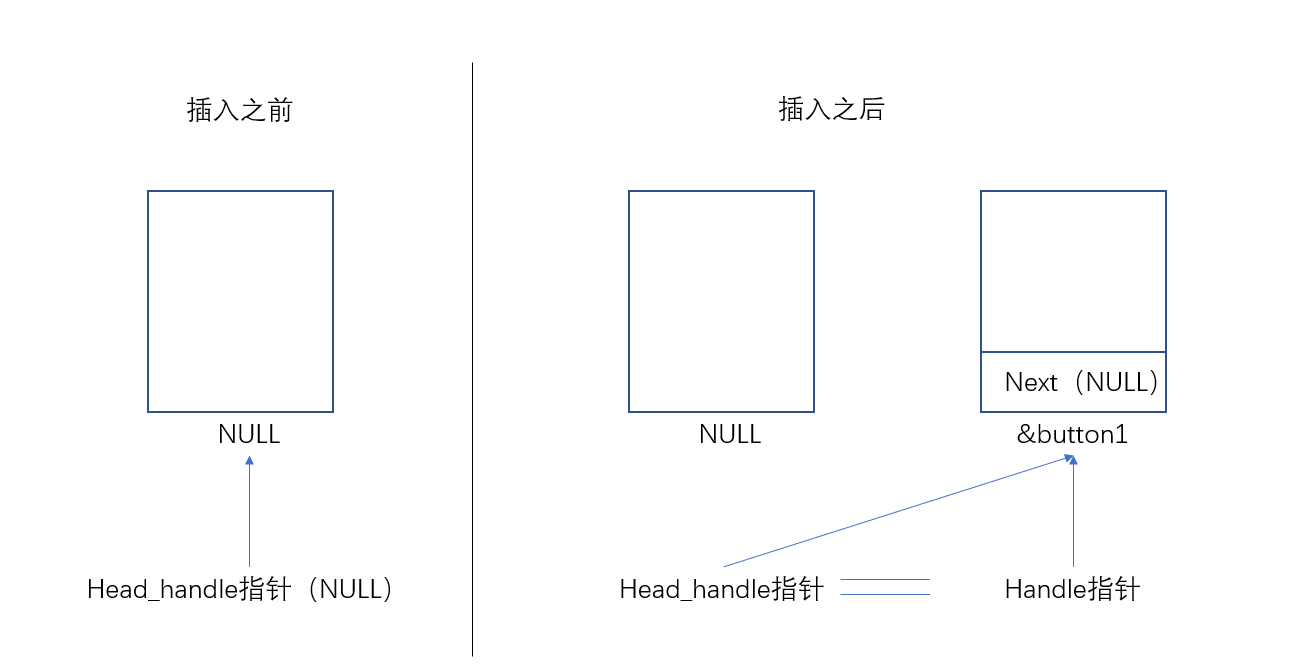 插入之前
插入之后
Next（NULL）
NULL
NULL
&button1
Head_handle指针（NULL）
Head_handle指针
Handle指针